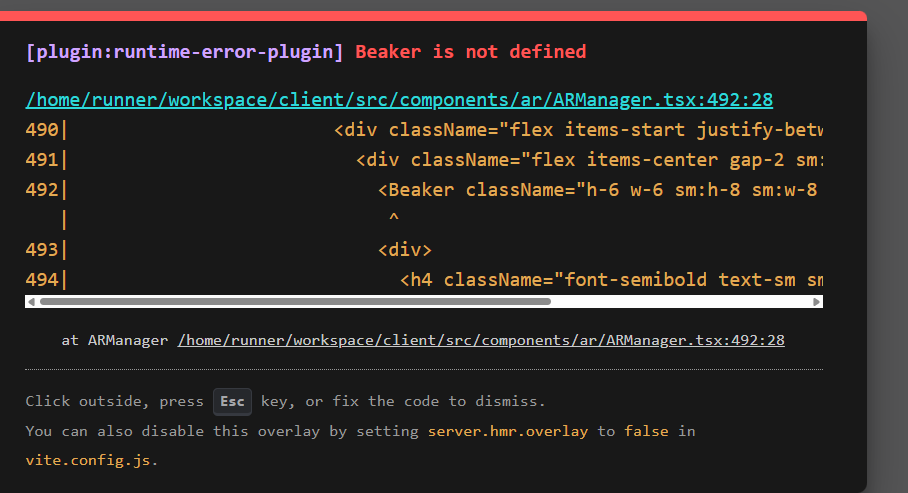 [plugin:runtime-error-plugin] Beaker is not defined
/home/runner/workspace/client/src/components/ar/ARManager.tsx:492:28
490|                        <div className="flex items-start justify-betw
491|                          <div className="flex items-center gap-2 sm:
492|                            <Beaker className="h-6 w-6 sm:h-8 sm:w-8
   |                             ^
493|                            <div>
494|                              <h4 className="font-semibold text-sm sm
at ARManager /home/runner/workspace/client/src/components/ar/ARManager.tsx:492:28
Click outside, press Esc key, or fix the code to dismiss.
You can also disable this overlay by setting server.hmr.overlay to false in
vite.config.js.